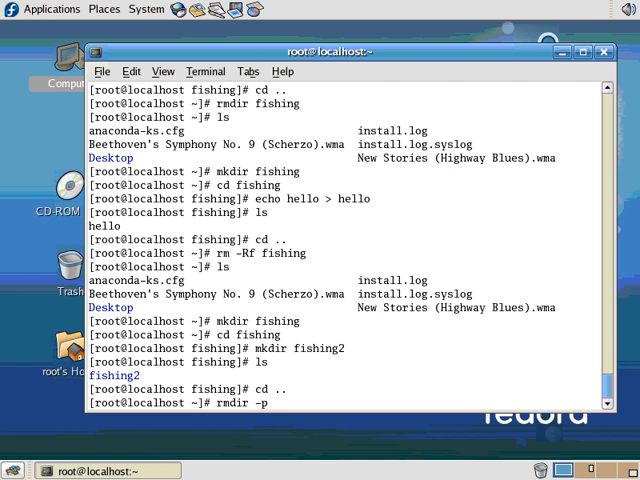 Applications Places System
root@localhost:~
File Edit View Terminal Tabs Help
[root@localhost fishing]# cd ..
[root@localhost ~]# rmdir fishing
[root@localhost ~]# ls
anaconda-ks.cfg install.log
Beethoven's Symphony No. 9 (Scherzo).wma install.log.syslog
Desktop New Stories (Highway Blues).wma
[root@localhost ~]# mkdir fishing
[root@localhost ~]# cd fishing
[root@localhost fishing]# echo hello > hello
[root@localhost fishing]# ls
hello
[root@localhost fishing]# cd ..
[root@localhost ~]# rm -Rf fishing
[root@localhost ~]# ls
anaconda-ks.cfg install.log
Beethoven's Symphony No. 9 (Scherzo).wma install.log.syslog
Desktop New Stories (Highway Blues).wma
[root@localhost ~]# mkdir fishing
[root@localhost ~]# cd fishing
[root@localhost fishing]# mkdir fishing2
[root@localhost fishing]# ls
fishing2
[root@localhost fishing]# cd ..
[root@localhost ~]# rmdir -p
Comput
CD-ROM
Trash
root's Ho
fedora
root@localhost:~